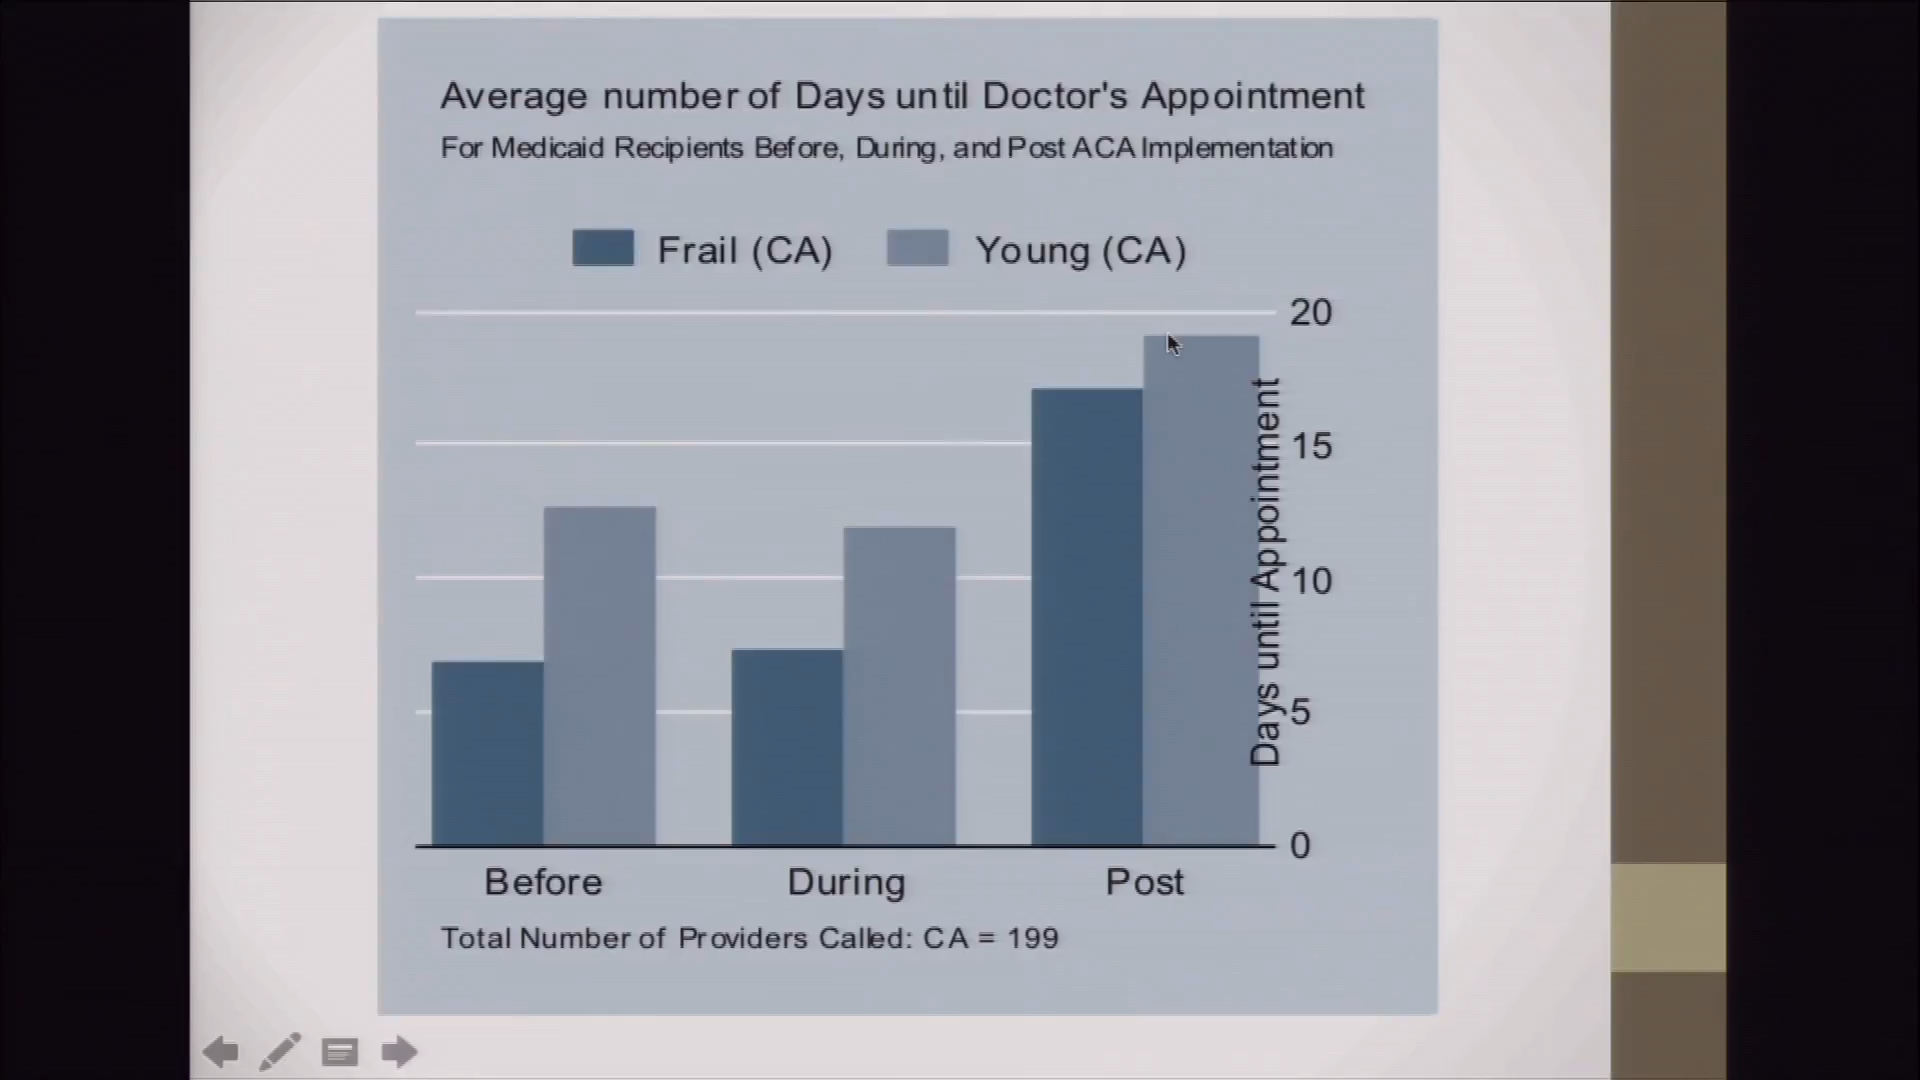 Average number of Days until Doctor's Appointment
For Medicaid Recipients Before, During, and Post ACA Implementation
Frail (CA)
Young (CA)
20
15
10
5
0
Days until Appointment
Before
During
Post
Total Number of Providers Called: CA = 199